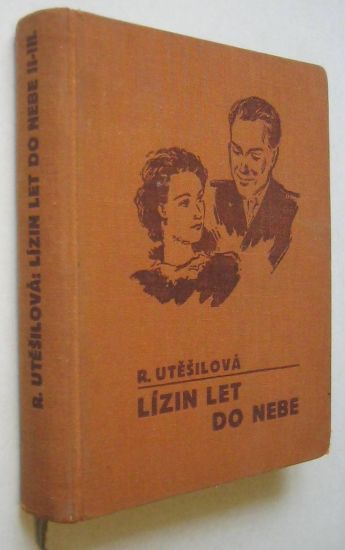 R. UTĚŠILOVÁ: LÍZIN LET DO NEBE II-III.
R. UTĚŠILOVÁ
LÍZIN LET
DO NEBE